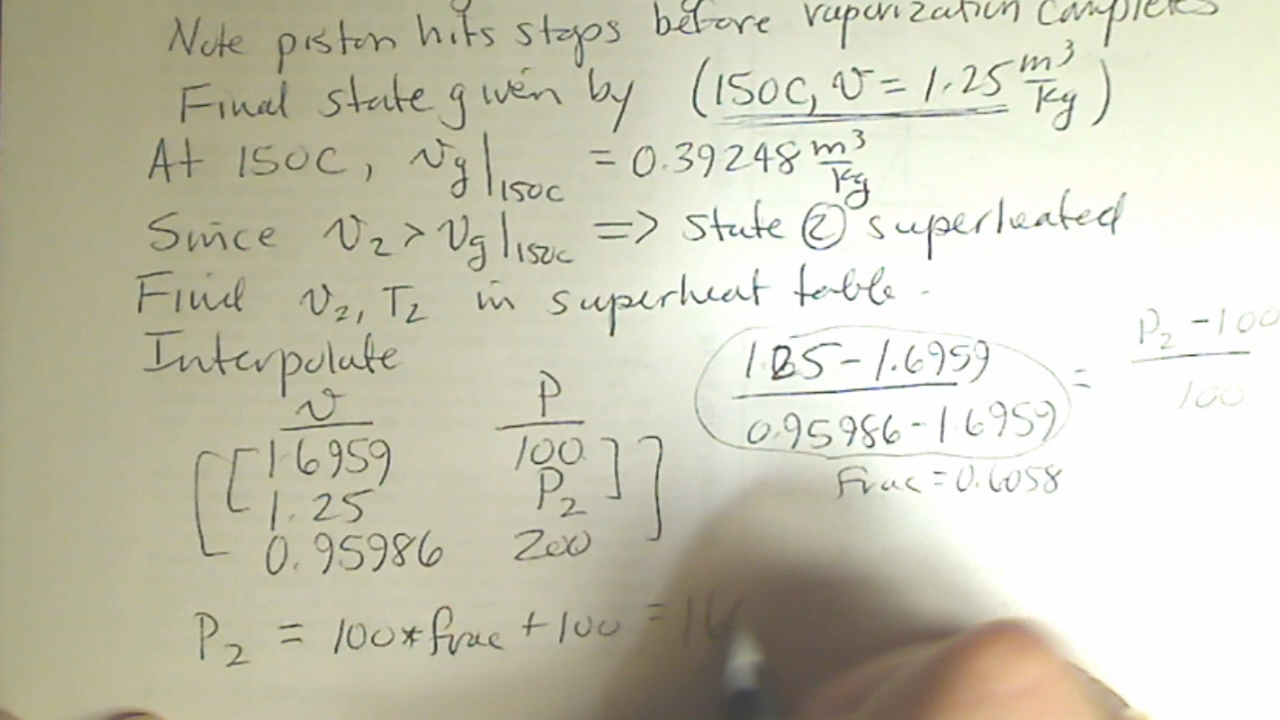 Note piston hits stops before vaporization completes
Final state given by (150C, v = 1.25 m³/kg)
At 150C, vg|150C = 0.39248 m³/kg
Since v2 > vg|150C => state ② superheated
Find v2, T2 in superheat table.
Interpolate
v P
1.6959 100
1.25 P2
0.95986 200
1.25 - 1.6959 / 0.95986 - 1.6959 = P2 - 100 / 100
frac = 0.6058
P2 = 100*frac + 100 = 16